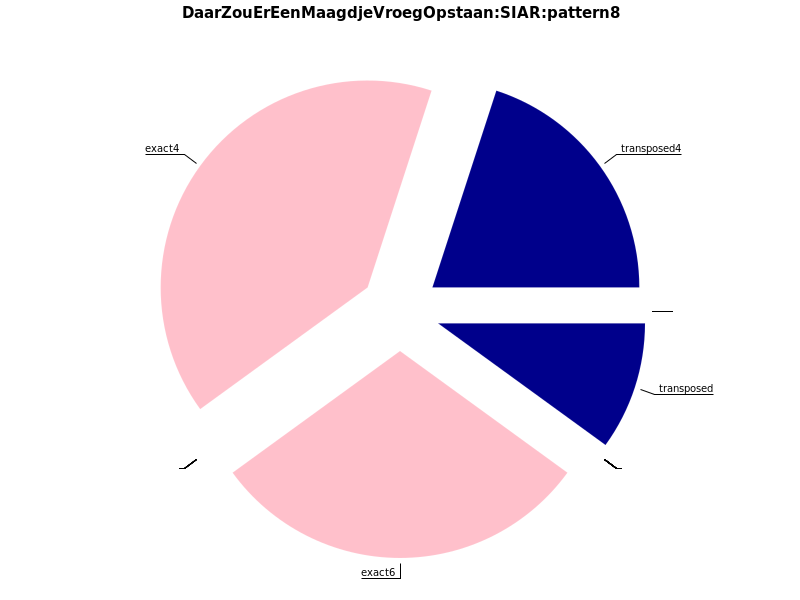 DaarZouErEenMaagdjeVroegOpstaan:SIAR:pattern8
exact4
transposed4
transposed
exact6